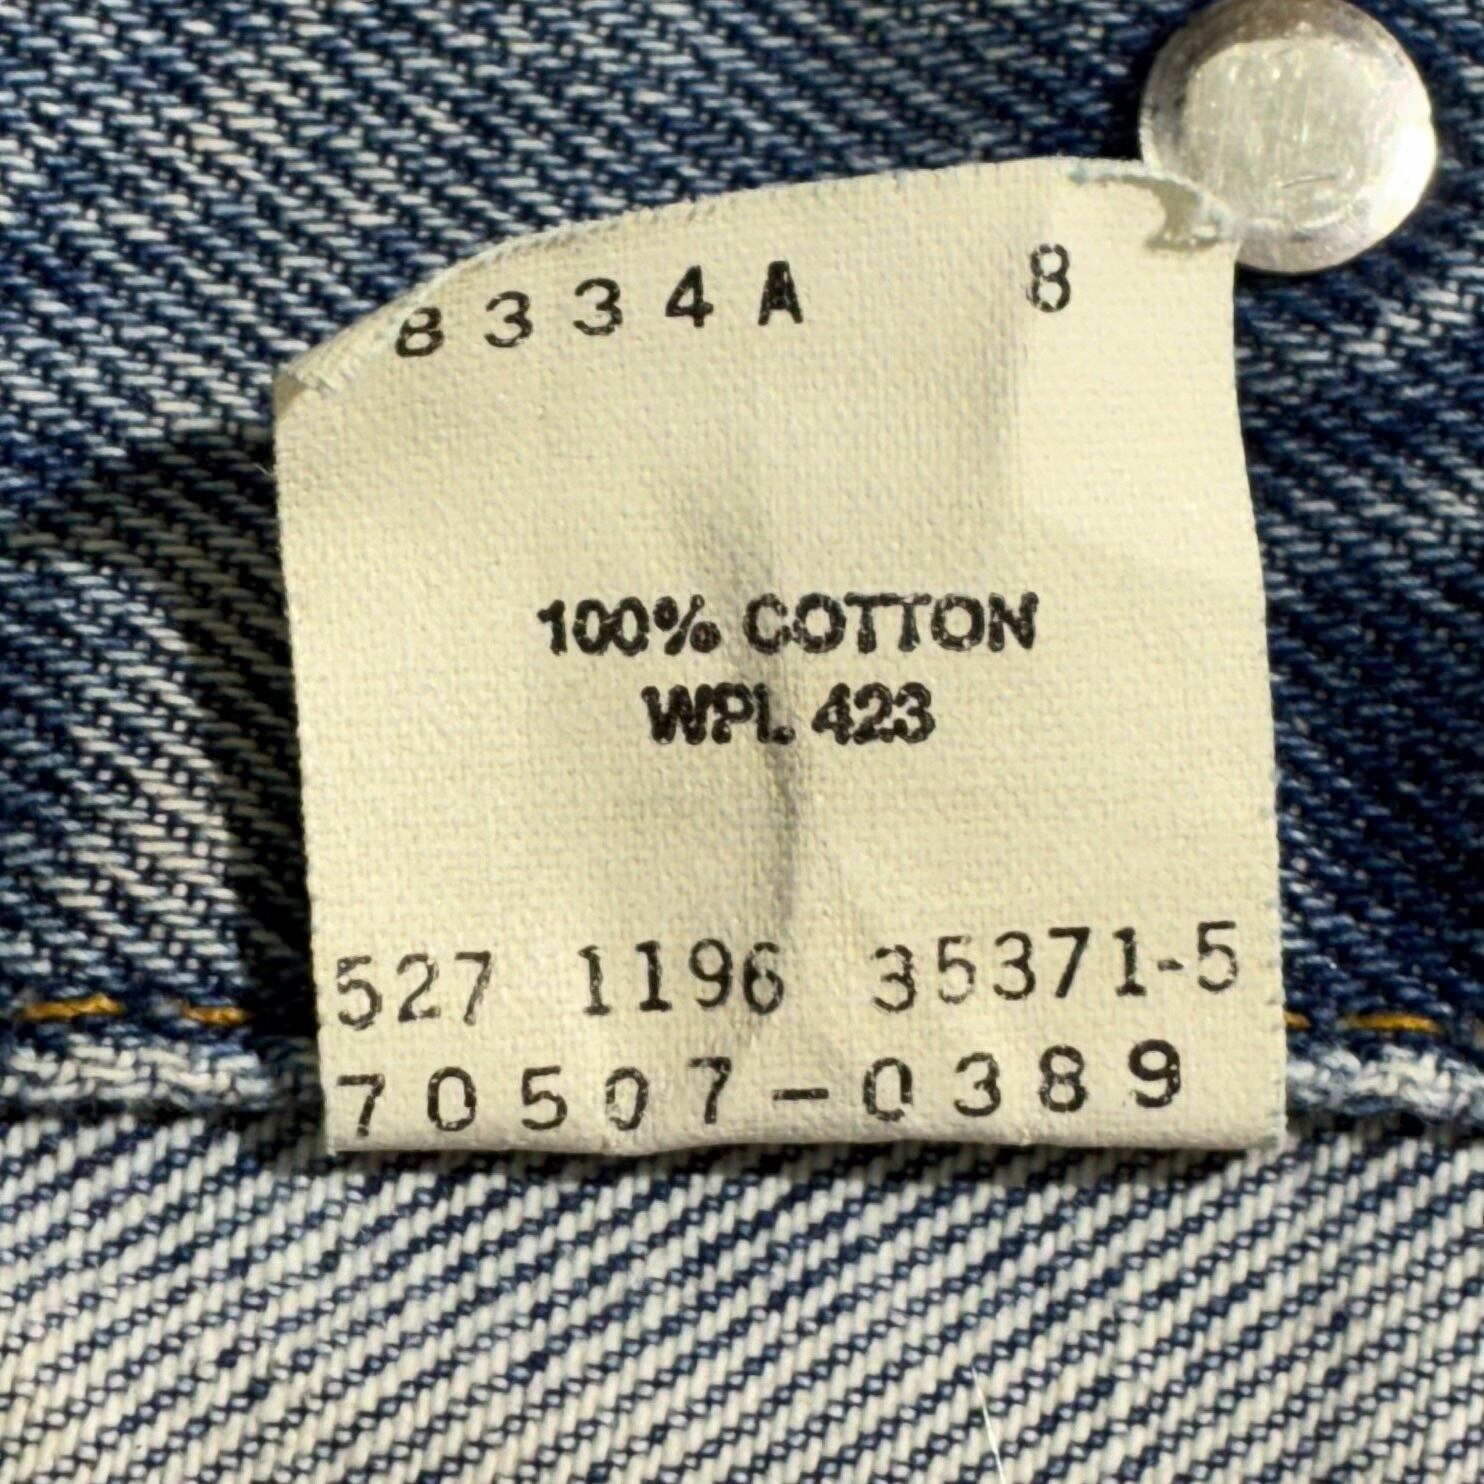 8334A 8
100% COTTON
WPL 423
527 1196 35371-5
70507-0389